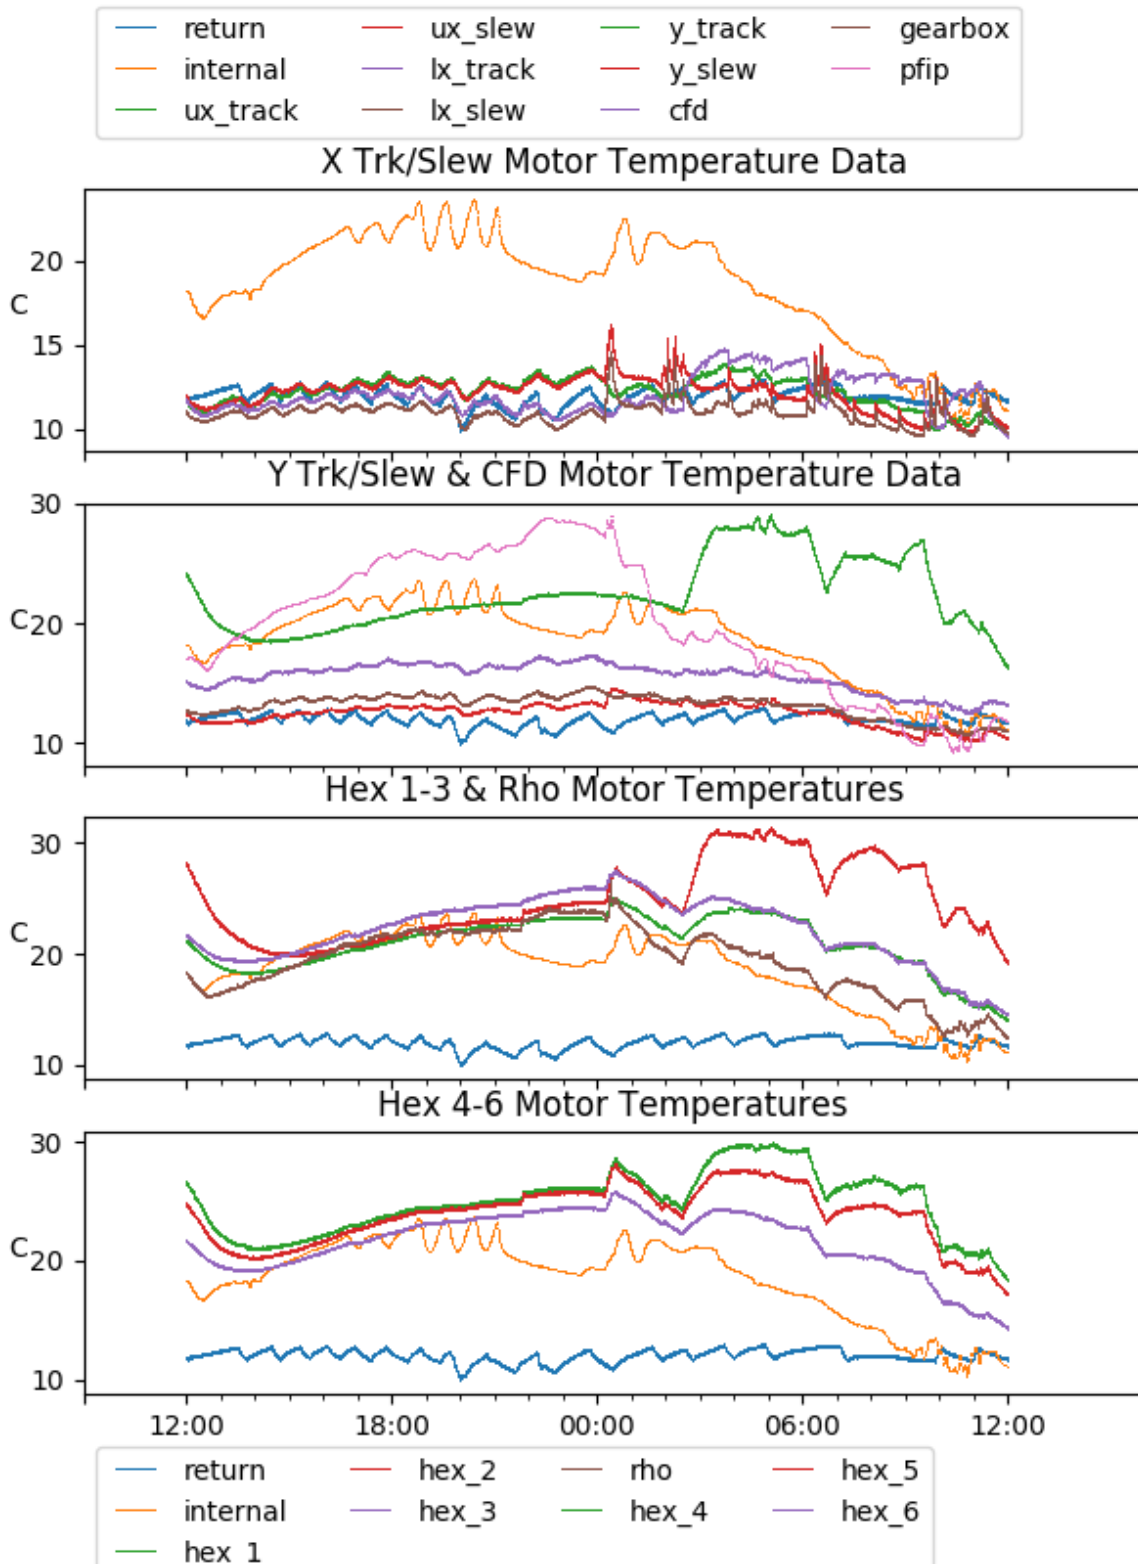 return ux_slew y_track gearbox
internal lx_track y_slew pfip
ux_track lx_slew cfd
X Trk/Slew Motor Temperature Data
20
C
15
10
Y Trk/Slew & CFD Motor Temperature Data
30
C
20
10
Hex 1-3 & Rho Motor Temperatures
30
C
20
10
Hex 4-6 Motor Temperatures
30
C
20
10
12:00 18:00 00:00 06:00 12:00
return hex_2 rho hex_5
internal hex_3 hex_4 hex_6
hex_1